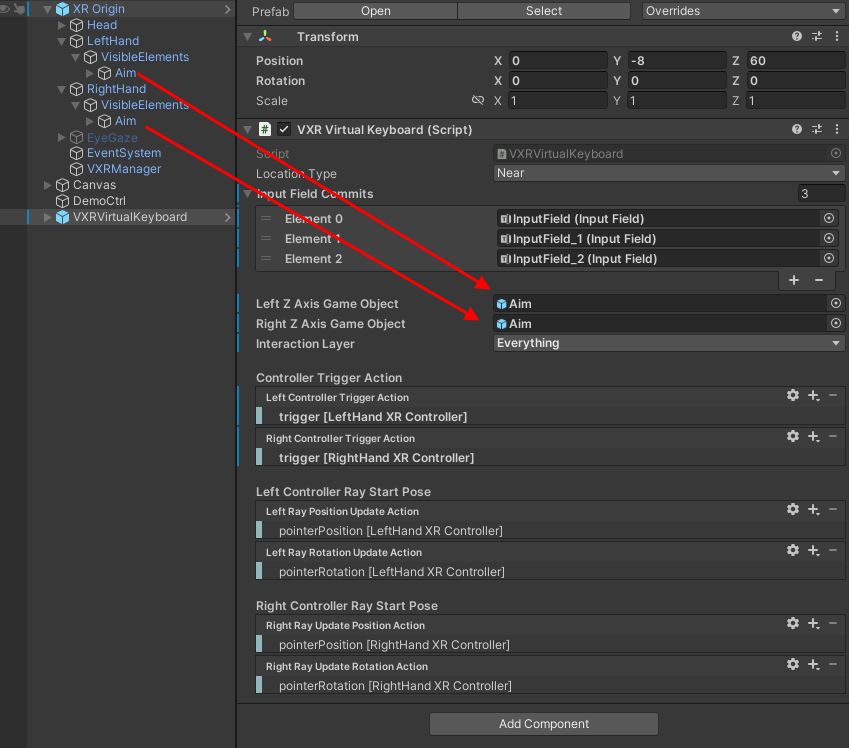 XR Origin
Head
LeftHand
VisibleElements
Aim
RightHand
VisibleElements
Aim
EyeGaze
EventSystem
VXRManager
Canvas
DemoCtrl
VXRVirtualKeyboard
Prefab Open Select Overrides
Transform
Position X 0 Y -8 Z 60
Rotation X 0 Y 0 Z 0
Scale X 1 Y 1 Z 1
# VXR Virtual Keyboard (Script)
Script # VXRVirtualKeyboard
Location Type Near
Input Field Commits 3
Element 0 InputField (Input Field)
Element 1 InputField_1 (Input Field)
Element 2 InputField_2 (Input Field)
+ −
Left Z Axis Game Object Aim
Right Z Axis Game Object Aim
Interaction Layer Everything
Controller Trigger Action
Left Controller Trigger Action
trigger [LeftHand XR Controller]
Right Controller Trigger Action
trigger [RightHand XR Controller]
Left Controller Ray Start Pose
Left Ray Position Update Action
pointerPosition [LeftHand XR Controller]
Left Ray Rotation Update Action
pointerRotation [LeftHand XR Controller]
Right Controller Ray Start Pose
Right Ray Update Position Action
pointerPosition [RightHand XR Controller]
Right Ray Update Rotation Action
pointerRotation [RightHand XR Controller]
Add Component